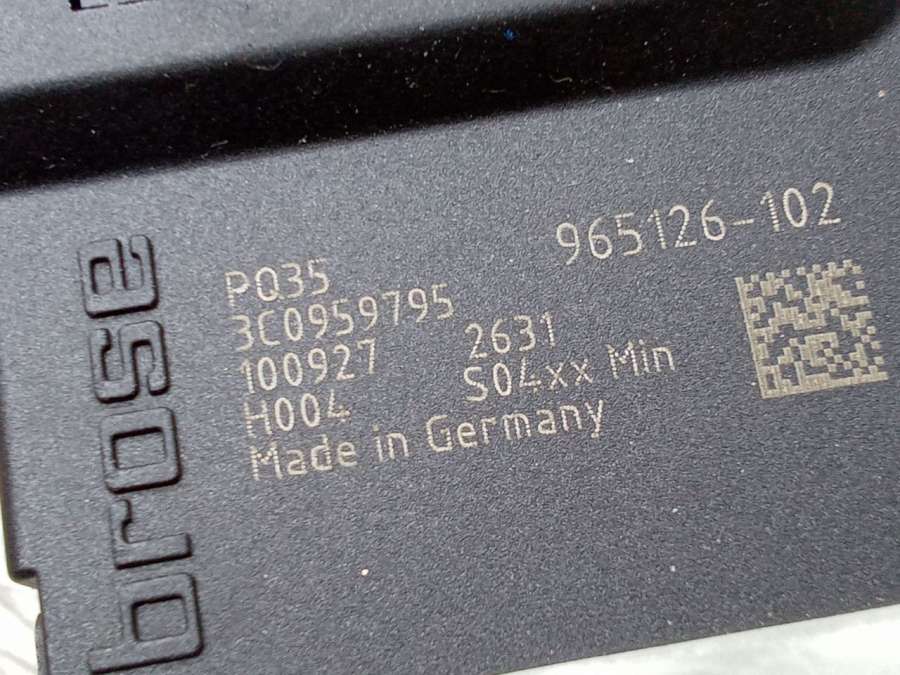 brose
965126-102
PQ35
3C0959795
100927 2631
H004 S04xx Min
Made in Germany